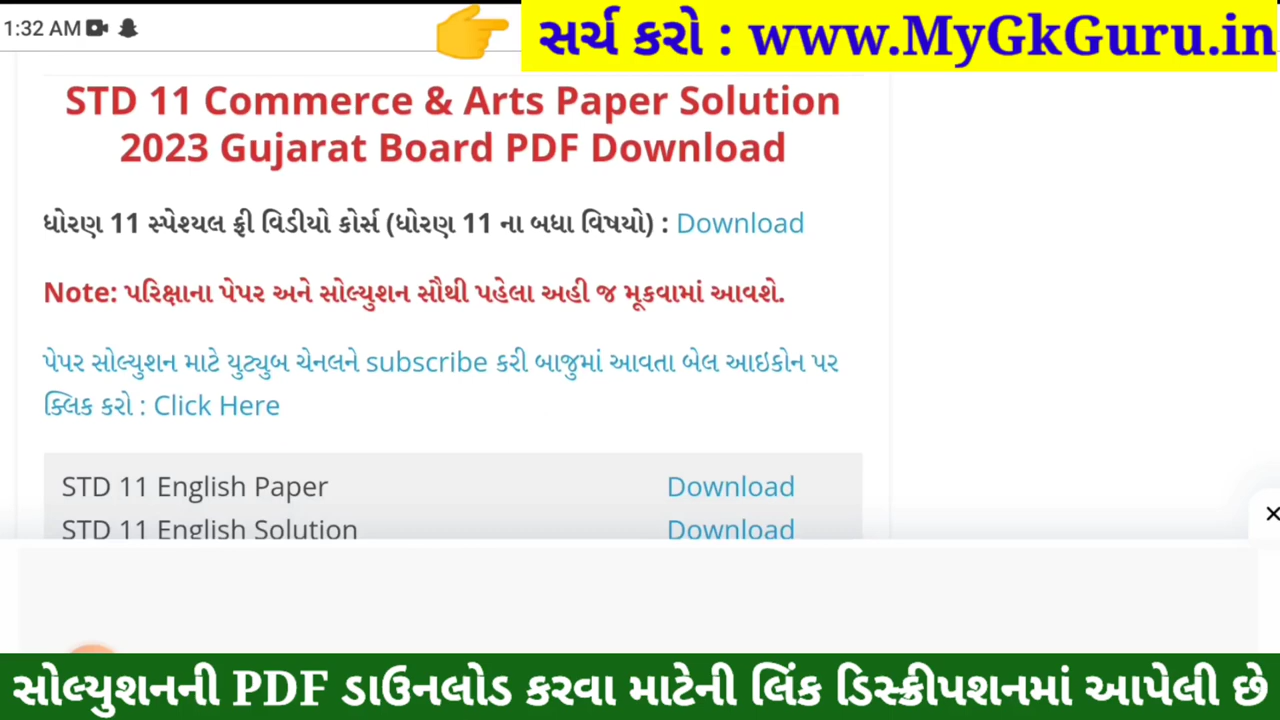 1:32 AM
સર્ચ કરો : www.MyGkGuru.in
STD 11 Commerce & Arts Paper Solution
2023 Gujarat Board PDF Download
ધોરણ 11 સ્પેશ્યલ ફ્રી વિડીયો કોર્સ (ધોરણ 11 ના બધા વિષયો) : Download
Note: પરિક્ષાના પેપર અને સોલ્યુશન સૌથી પહેલા અહી જ મૂકવામાં આવશે.
પેપર સોલ્યુશન માટે યુટ્યુબ ચેનલને subscribe કરી બાજુમાં આવતા બેલ આઇકોન પર
ક્લિક કરો : Click Here
STD 11 English Paper Download
STD 11 English Solution Download
સોલ્યુશનની PDF ડાઉનલોડ કરવા માટેની લિંક ડિસ્ક્રીપશનમાં આપેલી છે